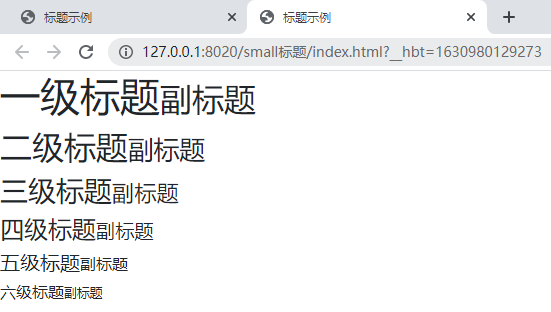 标题示例 标题示例
127.0.0.1:8020/small标题/index.html?__hbt=1630980129273
一级标题副标题
二级标题副标题
三级标题副标题
四级标题副标题
五级标题副标题
六级标题副标题